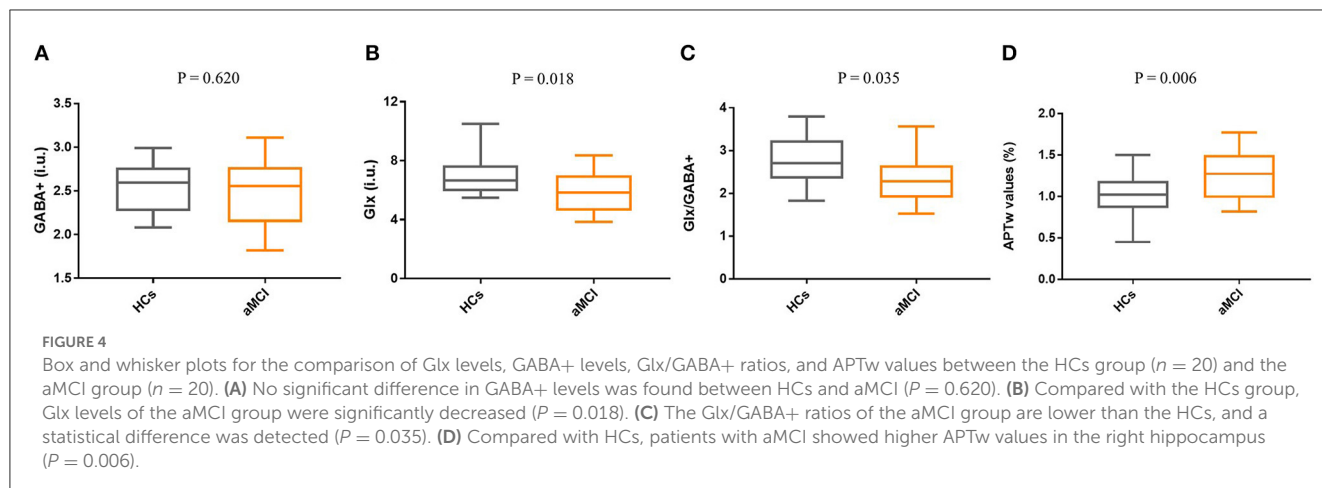 A
B
C
D
P = 0.620
P = 0.018
P = 0.035
P = 0.006
GABA+ (i.u.)
3.5
3.0
2.5
2.0
1.5
HCs
aMCI
Glx (i.u.)
12
9
6
3
HCs
aMCI
Glx/GABA+
4
3
2
1
0
HCs
aMCI
APTw values (%)
2.0
1.5
1.0
0.5
0.0
HCs
aMCI
FIGURE 4
Box and whisker plots for the comparison of Glx levels, GABA+ levels, Glx/GABA+ ratios, and APTw values between the HCs group (n = 20) and the
aMCI group (n = 20). (A) No significant difference in GABA+ levels was found between HCs and aMCI (P = 0.620). (B) Compared with the HCs group,
Glx levels of the aMCI group were significantly decreased (P = 0.018). (C) The Glx/GABA+ ratios of the aMCI group are lower than the HCs, and a
statistical difference was detected (P = 0.035). (D) Compared with HCs, patients with aMCI showed higher APTw values in the right hippocampus
(P = 0.006).